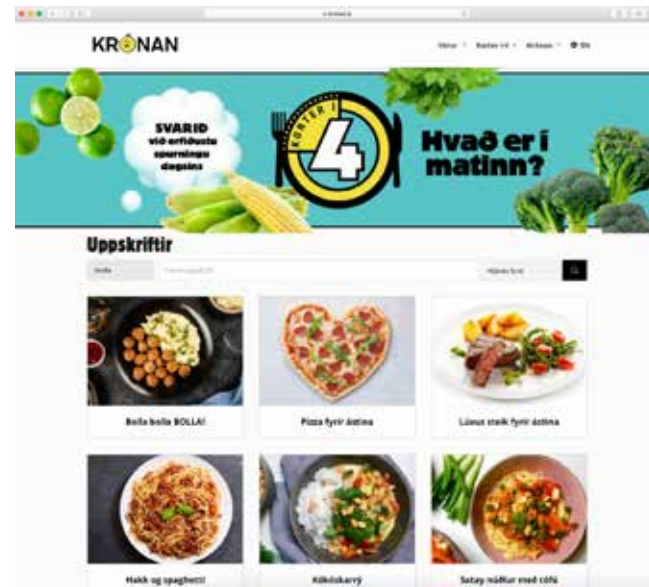 KRÓNAN
SVARIÐ
við erfiðustu
spurningu
dagsins
KORTER Í
4
Hvað er í
matinn?
Uppskriftir
Bolla bolla BOLLA!
Pizza fyrir ástina
Lúxus steik fyrir ástina
Hakk og spaghetti
Kókoskarrý
Satay núðlur með tófú